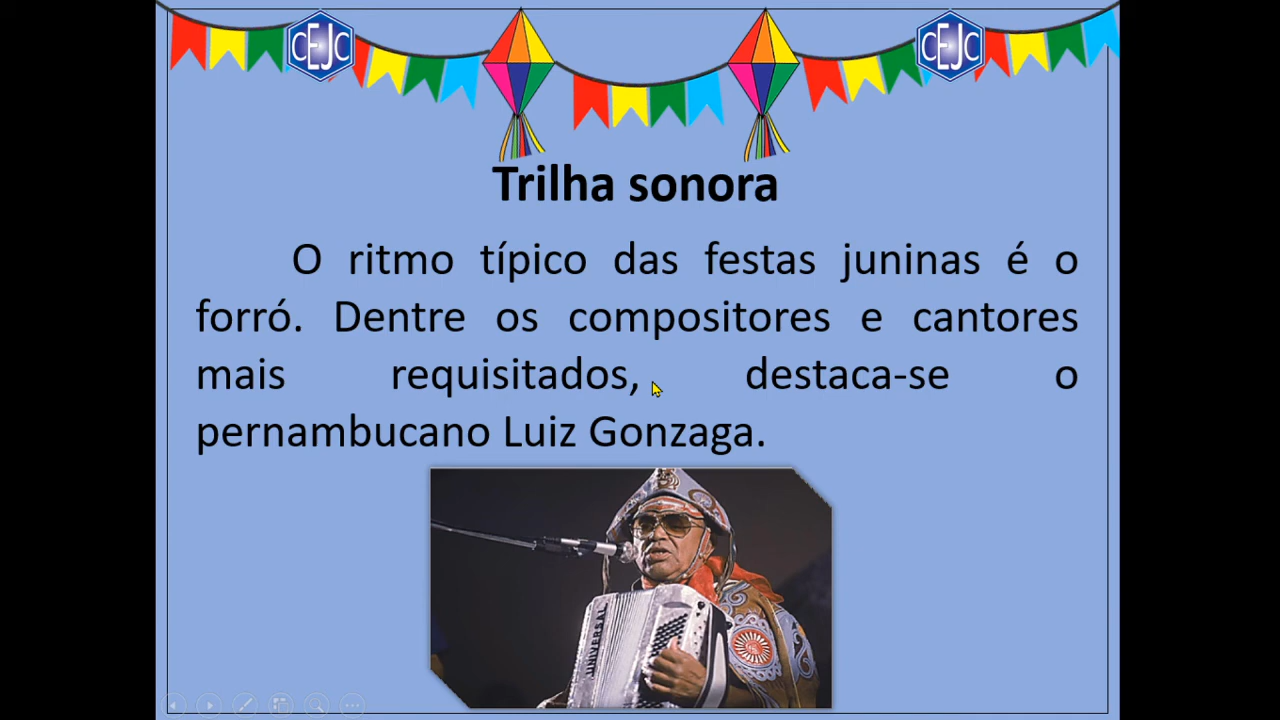 CEJC CEJC
Trilha sonora
O ritmo típico das festas juninas é o
forró. Dentre os compositores e cantores
mais requisitados, destaca-se o
pernambucano Luiz Gonzaga.
UNIVERSAL